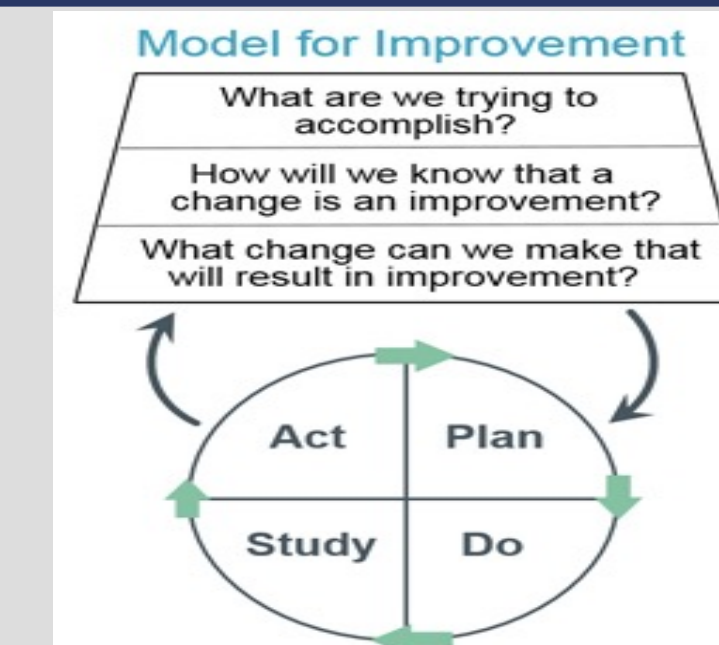 Model for Improvement
What are we trying to
accomplish?
How will we know that a
change is an improvement?
What change can we make that
will result in improvement?
Act
Plan
Study
Do